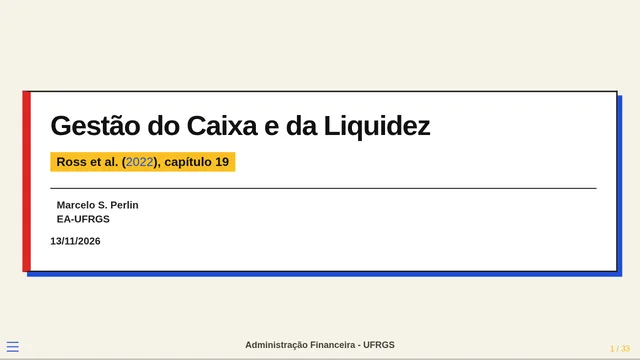 Gestão do Caixa e da Liquidez
Ross et al. (2022), capítulo 19
Marcelo S. Perlin
EA-UFRGS
13/11/2026
Administração Financeira - UFRGS
1 / 33